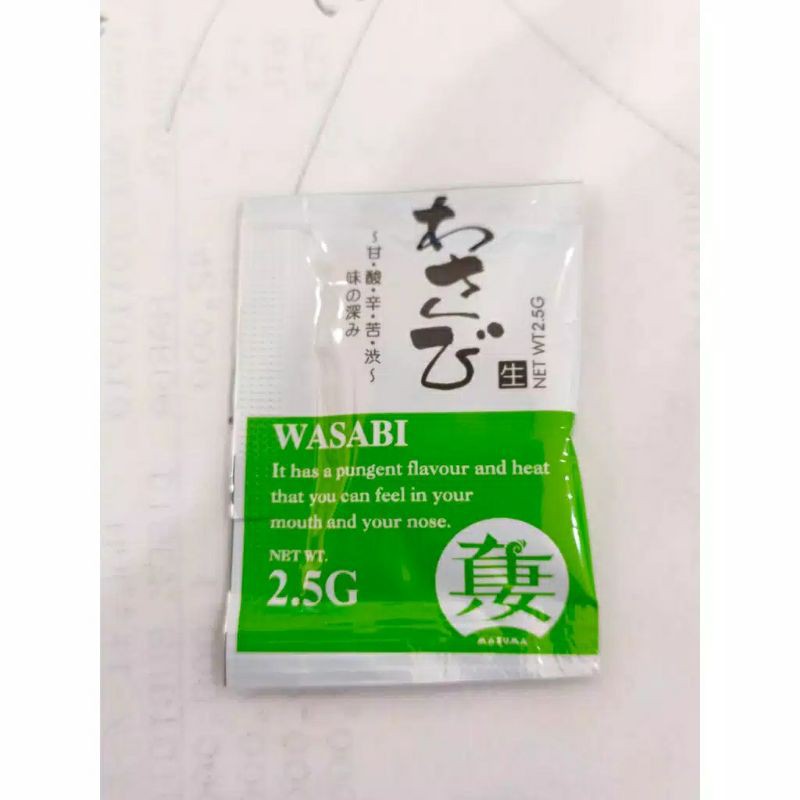 わさび
生
NET WT2.5G
～甘・酸・辛・苦・渋～
味の深み
WASABI
It has a pungent flavour and heat
that you can feel in your
mouth and your nose.
NET WT.
2.5G
MAZUMA